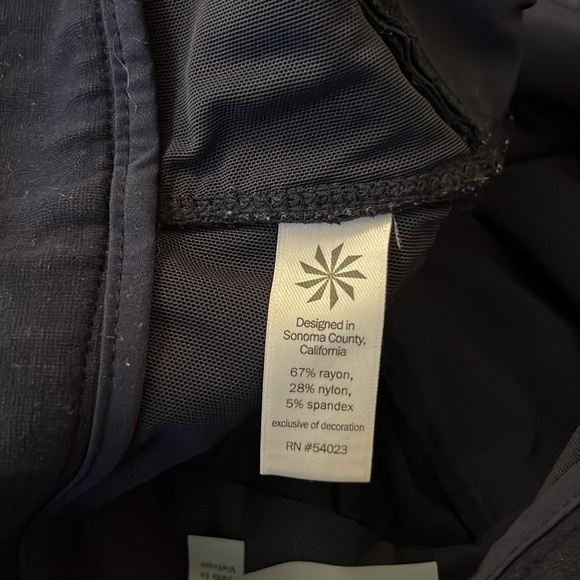 Designed in
Sonoma County,
California
67% rayon,
28% nylon,
5% spandex
exclusive of decoration
RN #54023